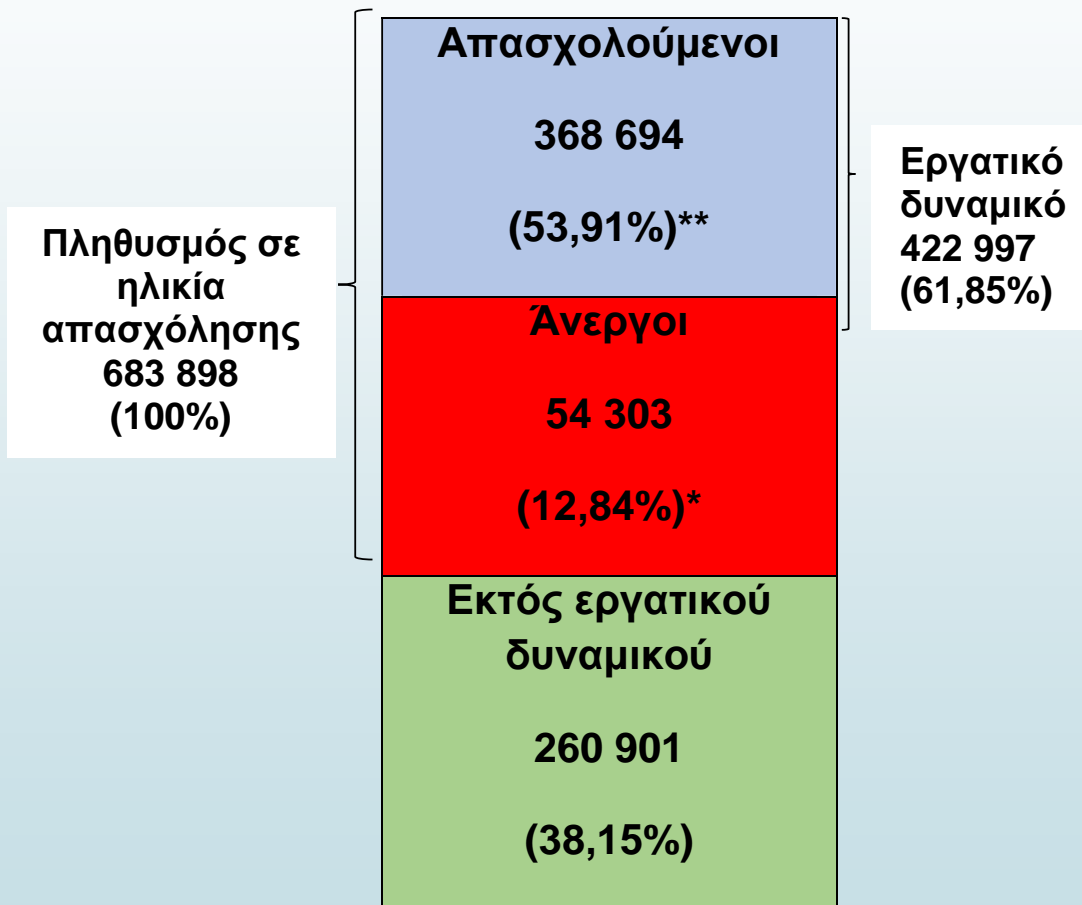 Απασχολούμενοι
368 694
(53,91%)**
Εργατικό
δυναμικό
422 997
(61,85%)
Πληθυσμός σε
ηλικία
απασχόλησης
683 898
(100%)
Άνεργοι
54 303
(12,84%)*
Εκτός εργατικού
δυναμικού
260 901
(38,15%)